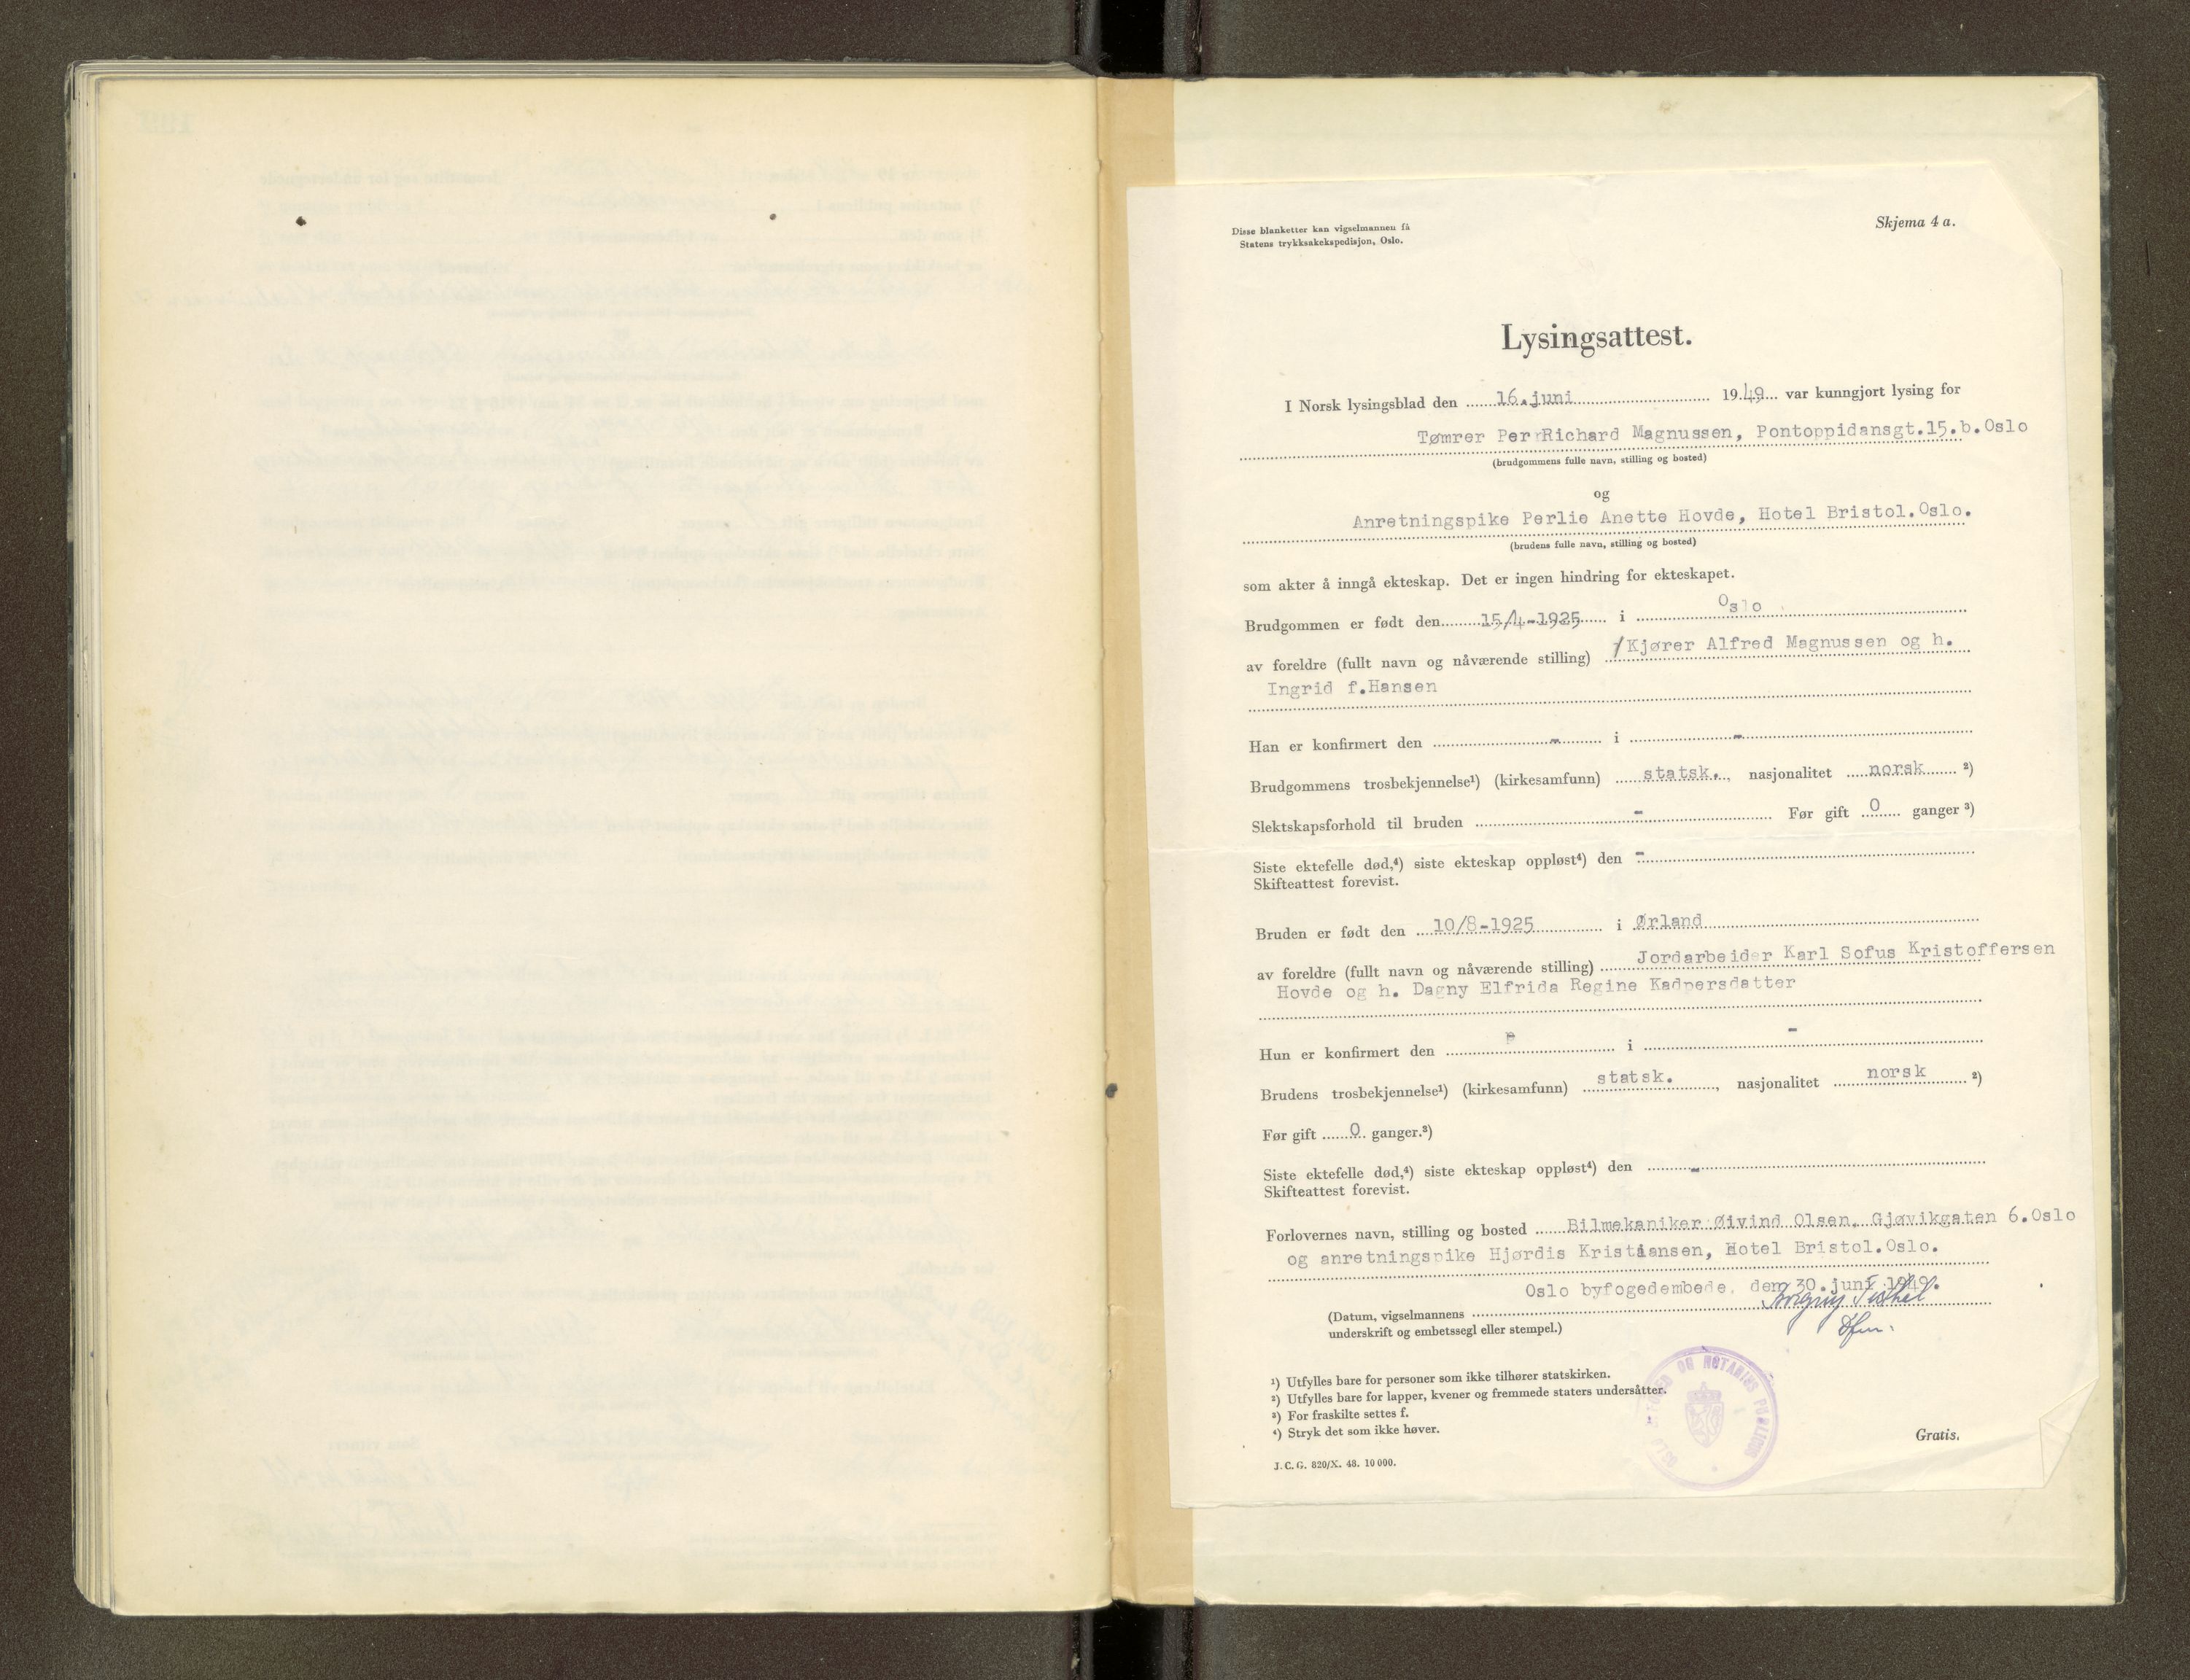 Disse blanketter kan vigselmannen få
Statens trykksakekspedisjon, Oslo.
Skjema 4 a.
Lysingsattest.
I Norsk lysingsblad den 16.juni 1949 var kunngjort lysing for
Tømrer Per Richard Magnussen, Pontoppidansgt.15.b.Oslo
(brudgommens fulle navn, stilling og bosted)
og
Anretningspike Perlie Anette Hovde, Hotel Bristol.Oslo.
(brudens fulle navn, stilling og bosted)
som akter å inngå ekteskap. Det er ingen hindring for ekteskapet.
Brudgommen er født den 15/4-1925 i Oslo
av foreldre (fullt navn og nåværende stilling) Kjører Alfred Magnussen og h.
Ingrid f.Hansen
Han er konfirmert den - i -
Brudgommens trosbekjennelse¹) (kirkesamfunn) statsk., nasjonalitet norsk ²)
Slektskapsforhold til bruden - Før gift 0 ganger ³)
Siste ektefelle død,⁴) siste ekteskap oppløst⁴) den -
Skifteattest forevist.
Bruden er født den 10/8-1925 i Ørland
av foreldre (fullt navn og nåværende stilling) Jordarbeider Karl Sofus Kristoffersen
Hovde og h. Dagny Elfrida Regine Kadpersdatter
Hun er konfirmert den i -
Brudens trosbekjennelse¹) (kirkesamfunn) statsk., nasjonalitet norsk ²)
Før gift 0 ganger.³)
Siste ektefelle død,⁴) siste ekteskap oppløst⁴) den -
Skifteattest forevist.
Forlovernes navn, stilling og bosted Bilmekaniker Øivind Olsen, Gjøvikgaten 6.Oslo
og anretningspike Hjørdis Kristiansen, Hotel Bristol.Oslo.
Oslo byfogedembede, den 30.juni 1949.
(Datum, vigselmannens
underskrift og embetssegl eller stempel.)
¹) Utfylles bare for personer som ikke tilhører statskirken.
²) Utfylles bare for lapper, kvener og fremmede staters undersåtter.
³) For fraskilte settes f.
⁴) Stryk det som ikke høver.
OG NOTARIUS PUBLICUS
Gratis.
J. C. G. 820/X. 48. 10 000.